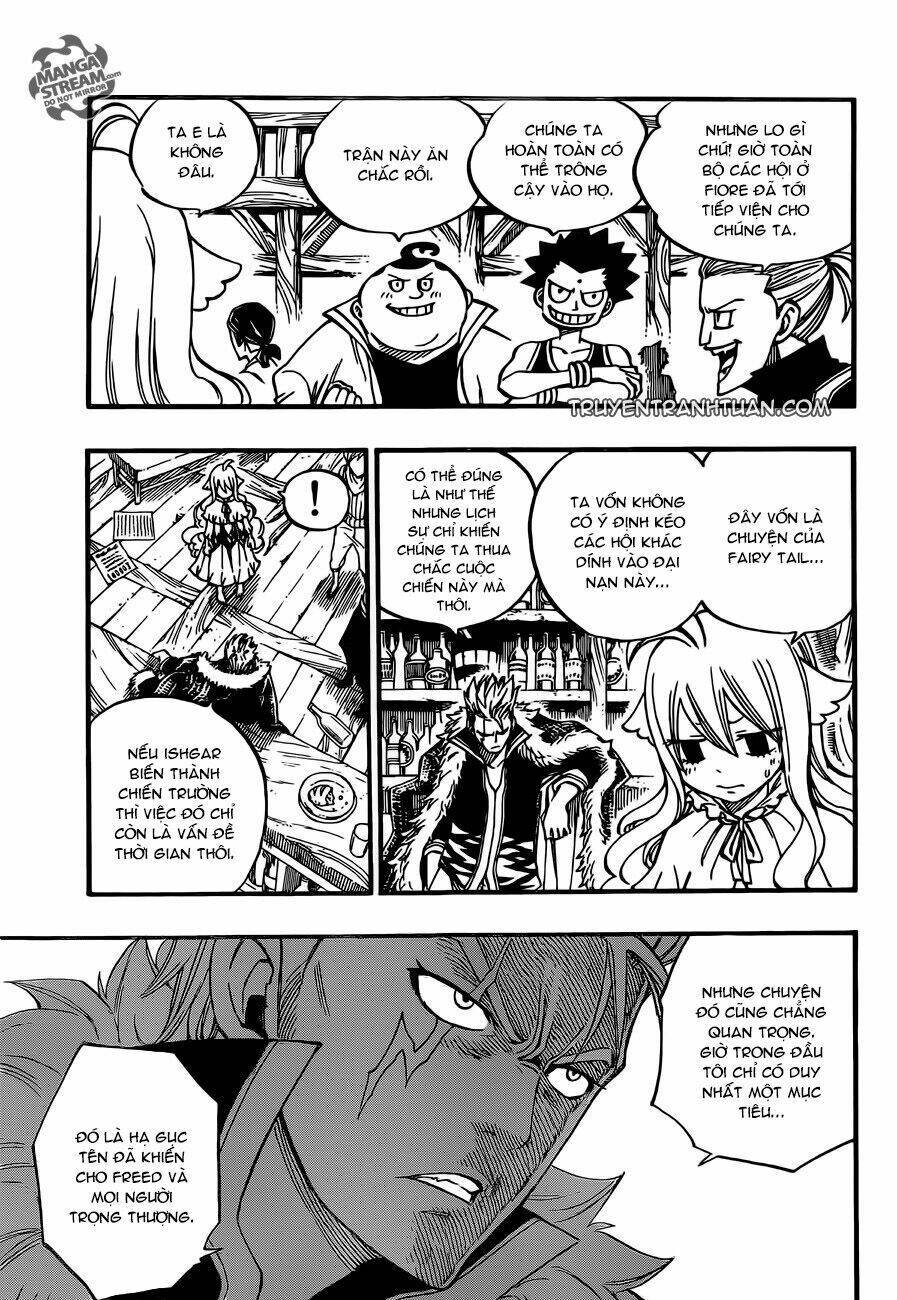 MANGA
STREAM.com
DO NOT MIRROR
NHƯNG LO GÌ
CHỨ! GIỜ TOÀN
BỘ CÁC HỘI Ở
FIORE ĐÃ TỚI
TIẾP VIỆN CHO
CHÚNG TA.
CHÚNG TA
HOÀN TOÀN CÓ
THỂ TRÔNG
CẬY VÀO HỌ.
TRẬN NÀY ĂN
CHẮC RỒI.
TA E LÀ
KHÔNG
ĐÂU.
TRUYENTRANHTUAN.COM
ĐÂY VỐN LÀ
CHUYỆN CỦA
FAIRY TAIL...
TA VỐN KHÔNG
CÓ Ý ĐỊNH KÉO
CÁC HỘI KHÁC
DÍNH VÀO ĐẠI
NẠN NÀY...
CÓ THỂ ĐÚNG
LÀ NHƯ THẾ
NHƯNG LỊCH
SỰ CHỈ KHIẾN
CHÚNG TA THUA
CHẮC CUỘC
CHIẾN NÀY MÀ
THÔI.
!
NẾU ISHGAR
BIẾN THÀNH
CHIẾN TRƯỜNG
THÌ VIỆC ĐÓ CHỈ
CÒN LÀ VẤN ĐỀ
THỜI GIAN THÔI.
NHƯNG CHUYỆN
ĐÓ CŨNG CHẲNG
QUAN TRỌNG.
GIỜ TRONG ĐẦU
TÔI CHỈ CÓ DUY
NHẤT MỘT MỤC
TIÊU...
ĐÓ LÀ HẠ GỤC
TÊN ĐÃ KHIẾN
CHO FREED VÀ
MỌI NGƯỜI
TRỌNG THƯƠNG.